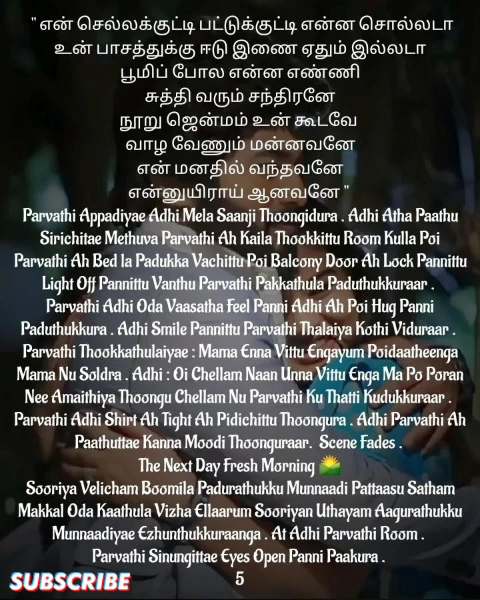 " என் செல்லக்குட்டி பட்டுக்குட்டி என்ன சொல்லடா
உன் பாசத்துக்கு ஈடு இணை ஏதும் இல்லடா
பூமிப் போல என்ன எண்ணி
சுத்தி வரும் சந்திரனே
நூறு ஜென்மம் உன் கூடவே
வாழ வேணும் மன்னவனே
என் மனதில் வந்தவனே
என்னுயிராய் ஆனவனே "
Parvathi Appadiyae Adhi Mela Saanji Thoongidura . Adhi Atha Paathu
Sirichitae Methuva Parvathi Ah Kaila Thookkittu Room Kulla Poi
Parvathi Ah Bed la Padukka Vachittu Poi Balcony Door Ah Lock Pannittu
Light Off Pannittu Vanthu Parvathi Pakkathula Paduthukkuraar .
Parvathi Adhi Oda Vaasatha Feel Panni Adhi Ah Poi Hug Panni
Paduthukkura . Adhi Smile Pannittu Parvathi Thalaiya Kothi Viduraar .
Parvathi Thookkathulaiyae : Mama Enna Vittu Engayum Poidaatheenga
Mama Nu Soldra . Adhi : Oi Chellam Naan Unna Vittu Enga Ma Po Poran
Nee Amaithiya Thoongu Chellam Nu Parvathi Ku Thatti Kudukkuraar .
Parvathi Adhi Shirt Ah Tight Ah Pidichittu Thoongura . Adhi Parvathi Ah
Paathuttae Kanna Moodi Thoonguraar. Scene Fades .
The Next Day Fresh Morning 🌄
Sooriya Velicham Boomila Padurathukku Munnaadi Pattaasu Satham
Makkal Oda Kaathula Vizha Ellaarum Sooriyan Uthayam Aagurathukku
Munnaadiyae Ezhunthukkuraanga . At Adhi Parvathi Room .
Parvathi Sinungittae Eyes Open Panni Paakura .
SUBSCRIBE
5